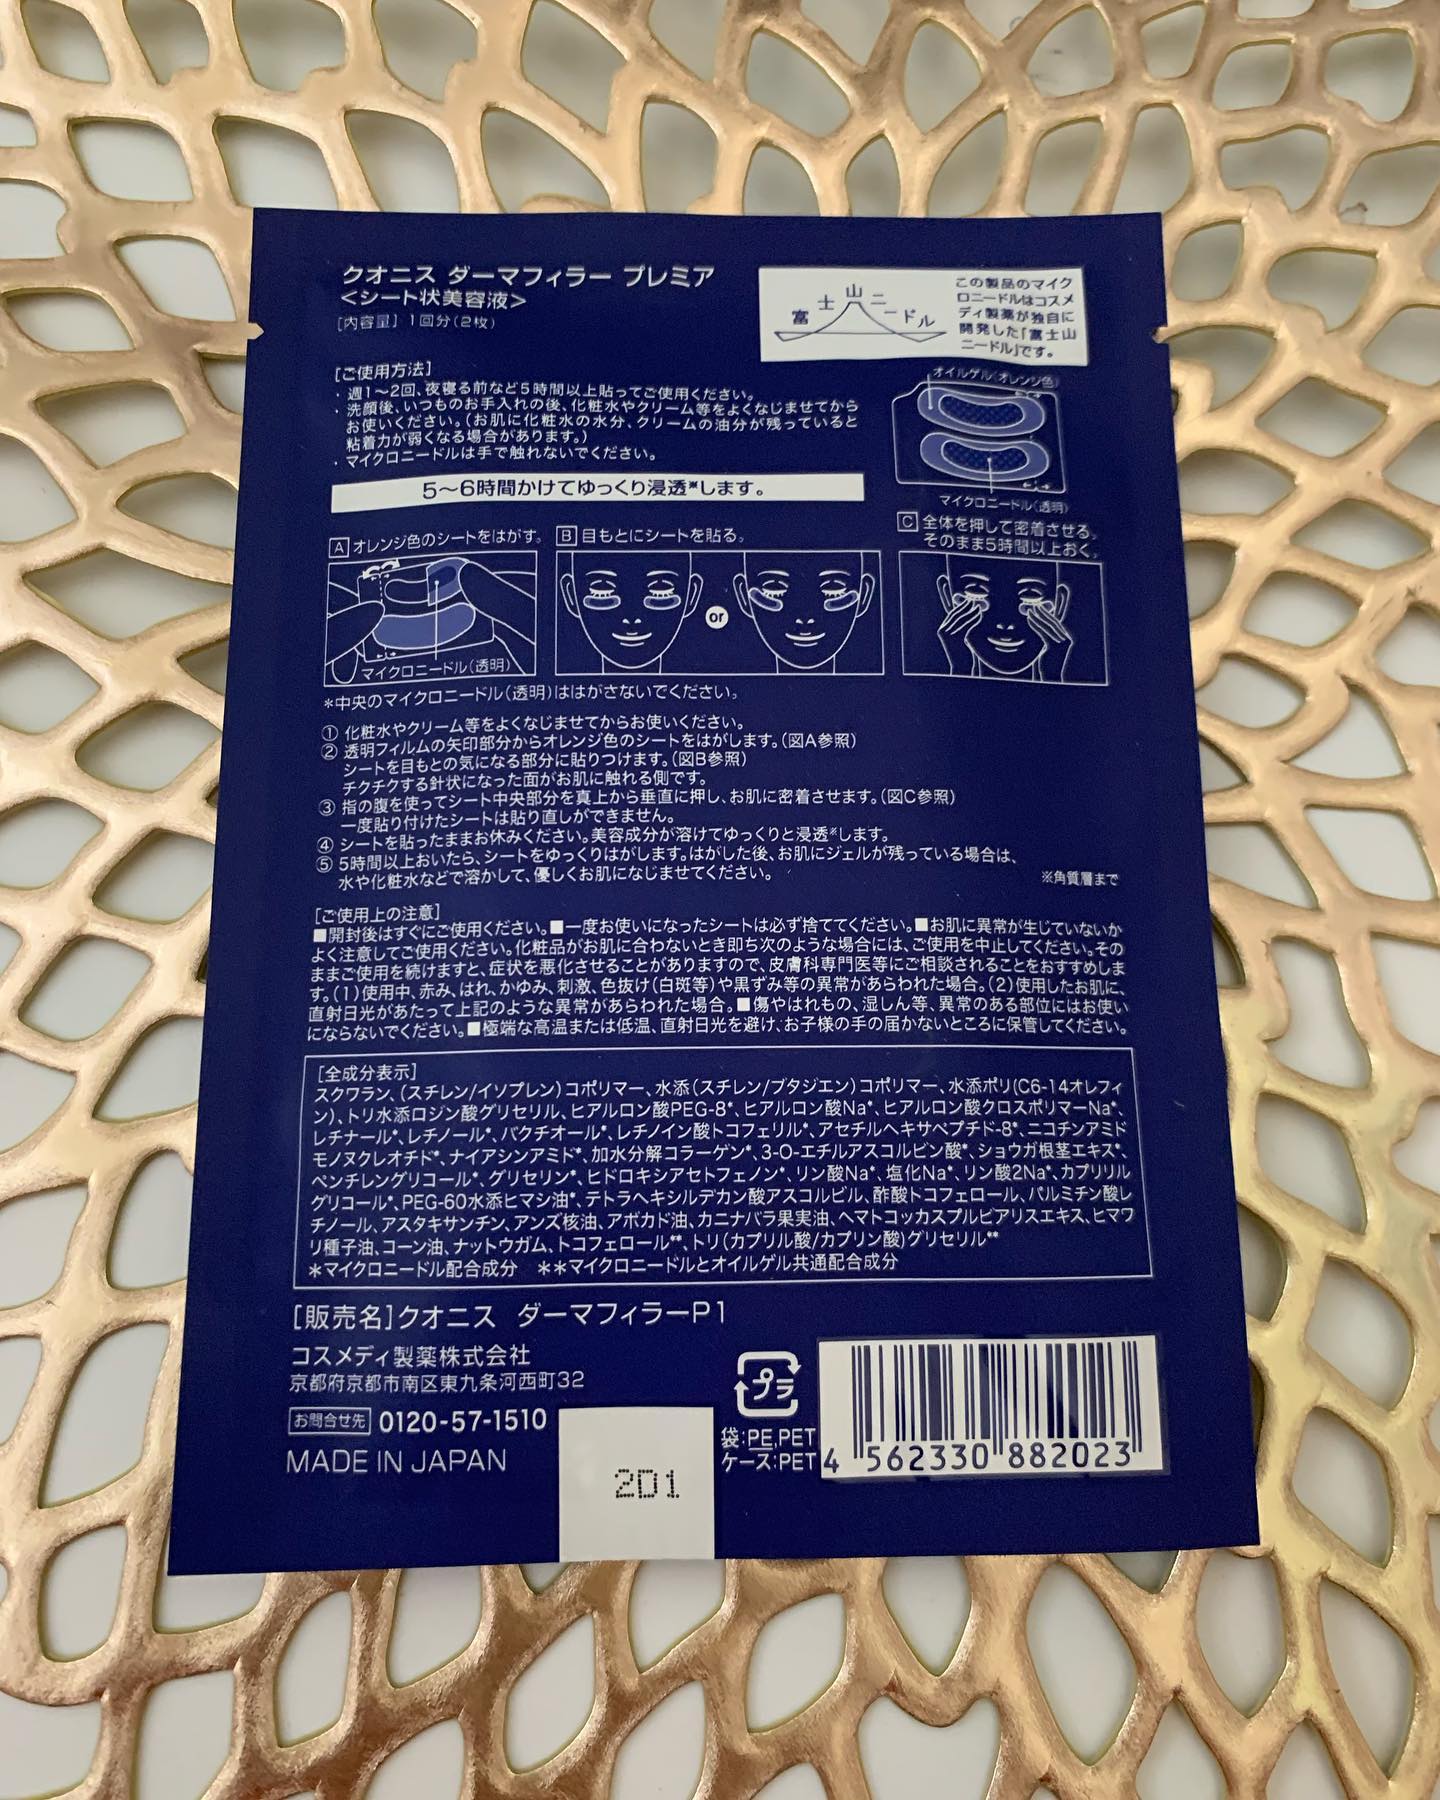 クオニス ダーマフィラー プレミア
<シート状美容液>
[内容量] 1回分(2枚)
富士山ニードル
この製品のマイク
ロニードルはコスメ
ディ製薬が独自に
開発した「富士山
ニードル」です。
[ご使用方法]
・週1～2回、夜寝る前など5時間以上貼ってご使用ください。
・洗顔後、いつものお手入れの後、化粧水やクリーム等をよくなじませてから
お使いください。(お肌に化粧水の水分、クリームの油分が残っていると
粘着力が弱くなる場合があります。)
・マイクロニードルは手で触れないでください。
オイルゲル(オレンジ色)
マイクロニードル(透明)
5～6時間かけてゆっくり浸透※します。
A オレンジ色のシートをはがす。
B 目もとにシートを貼る。
C 全体を押して密着させる。
そのまま5時間以上おく。
マイクロニードル(透明)
or
*中央のマイクロニードル(透明)ははがさないでください。
① 化粧水やクリーム等をよくなじませてからお使いください。
② 透明フィルムの矢印部分からオレンジ色のシートをはがします。(図A参照)
シートを目もとの気になる部分に貼りつけます。(図B参照)
チクチクする針状になった面がお肌に触れる側です。
③ 指の腹を使ってシート中央部分を真上から垂直に押し、お肌に密着させます。(図C参照)
一度貼り付けたシートは貼り直しができません。
④ シートを貼ったままお休みください。美容成分が溶けてゆっくりと浸透※します。
⑤ 5時間以上おいたら、シートをゆっくりはがします。はがした後、お肌にジェルが残っている場合は、
水や化粧水などで溶かして、優しくお肌になじませてください。
※角質層まで
[ご使用上の注意]
■開封後はすぐにご使用ください。■一度お使いになったシートは必ず捨ててください。■お肌に異常が生じていないか
よく注意してご使用ください。化粧品がお肌に合わないとき即ち次のような場合には、ご使用を中止してください。その
ままご使用を続けますと、症状を悪化させることがありますので、皮膚科専門医等にご相談されることをおすすめしま
す。(1)使用中、赤み、はれ、かゆみ、刺激、色抜け(白斑等)や黒ずみ等の異常があらわれた場合。(2)使用したお肌に、
直射日光があたって上記のような異常があらわれた場合。■傷やはれもの、湿しん等、異常のある部位にはお使い
にならないでください。■極端な高温または低温、直射日光を避け、お子様の手の届かないところに保管してください。
[全成分表示]
スクワラン、(スチレン/イソプレン)コポリマー、水添(スチレン/ブタジエン)コポリマー、水添ポリ(C6-14オレフィ
ン)、トリ水添ロジン酸グリセリル、ヒアルロン酸PEG-8*、ヒアルロン酸Na*、ヒアルロン酸クロスポリマーNa*、
レチナール*、レチノール*、バクチオール*、レチノイン酸トコフェリル*、アセチルヘキサペプチド-8*、ニコチンアミド
モノヌクレオチド*、ナイアシンアミド*、加水分解コラーゲン*、3-O-エチルアスコルビン酸*、ショウガ根茎エキス*、
ペンチレングリコール*、グリセリン*、ヒドロキシアセトフェノン*、リン酸Na*、塩化Na*、リン酸2Na*、カプリリル
グリコール*、PEG-60水添ヒマシ油*、テトラヘキシルデカン酸アスコルビル、酢酸トコフェロール、パルミチン酸レ
チノール、アスタキサンチン、アンズ核油、アボカド油、カニナバラ果実油、ヘマトコッカスプルビアリスエキス、ヒマワ
リ種子油、コーン油、ナットウガム、トコフェロール**、トリ(カプリル酸/カプリン酸)グリセリル**
*マイクロニードル配合成分 **マイクロニードルとオイルゲル共通配合成分
[販売名]クオニス ダーマフィラーP1
コスメディ製薬株式会社
京都府京都市南区東九条河西町32
お問合せ先 0120-57-1510
MADE IN JAPAN
2D1
プラ
袋:PE,PET
ケース:PET
4 562330 882023